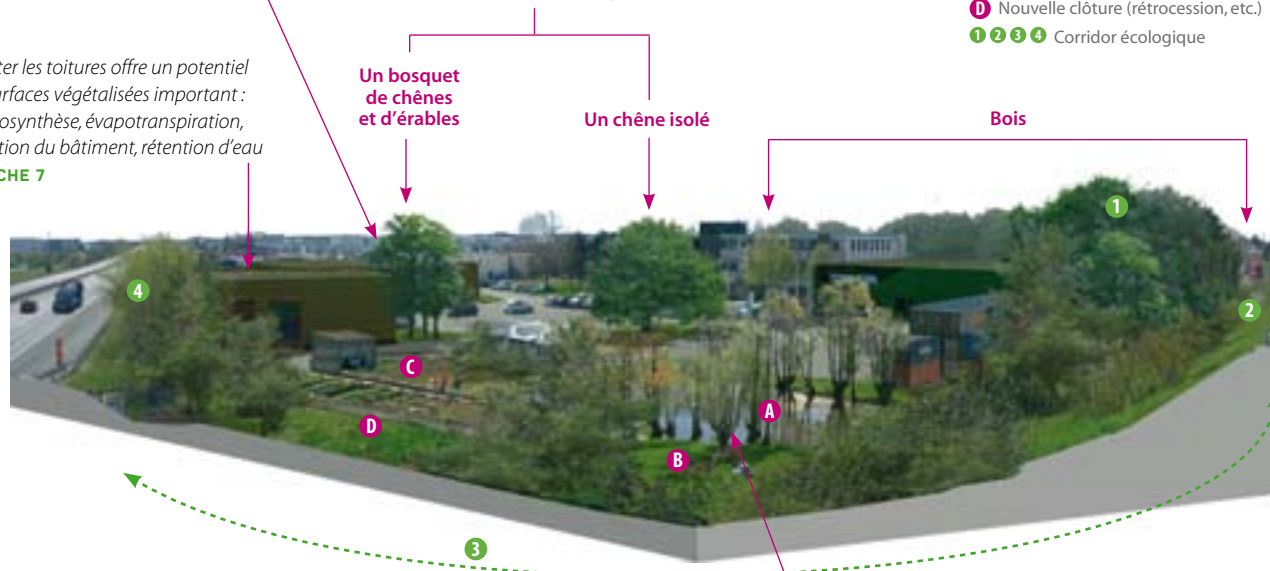 D Nouvelle clôture (rétrocession, etc.)
1 2 3 4 Corridor écologique
ter les toitures offre un potentiel
urfaces végétalisées important :
osynthèse, évapotranspiration,
tion du bâtiment, rétention d'eau
CHE 7
Un bosquet
de chênes
et d'érables
Un chêne isolé
Bois
1
4
2
C
A
D
B
3